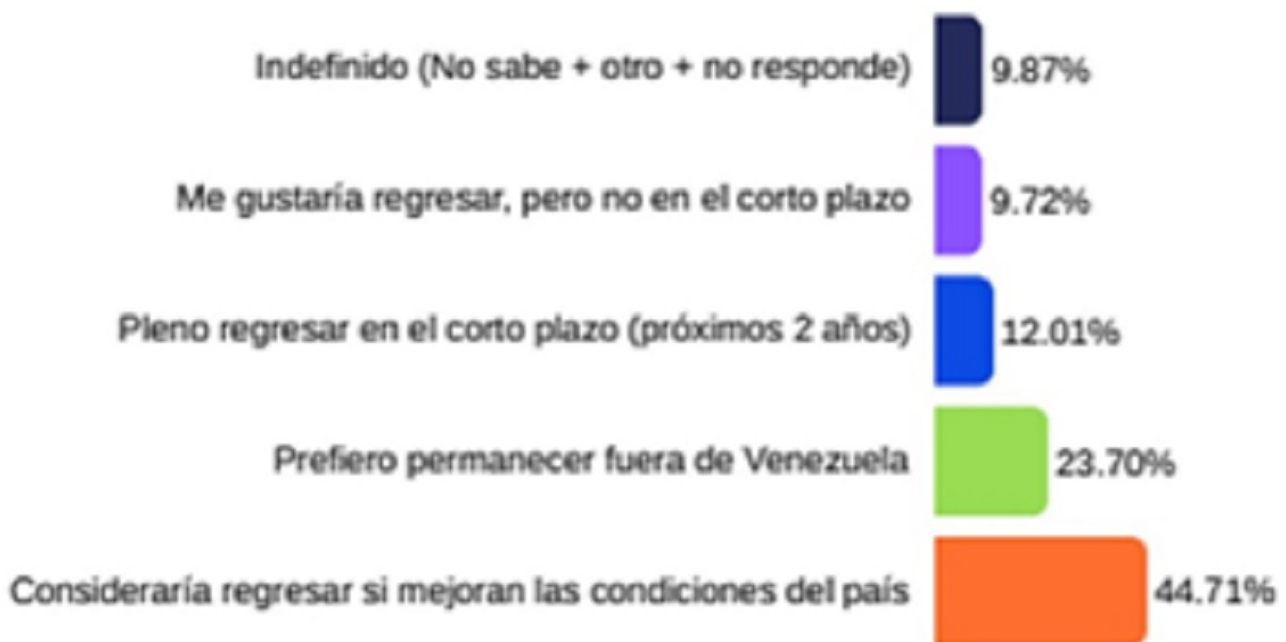 Indefinido (No sabe + otro + no responde) 9.87%
Me gustaría regresar, pero no en el corto plazo 9.72%
Pleno regresar en el corto plazo (próximos 2 años) 12.01%
Prefiero permanecer fuera de Venezuela 23.70%
Consideraría regresar si mejoran las condiciones del país 44.71%